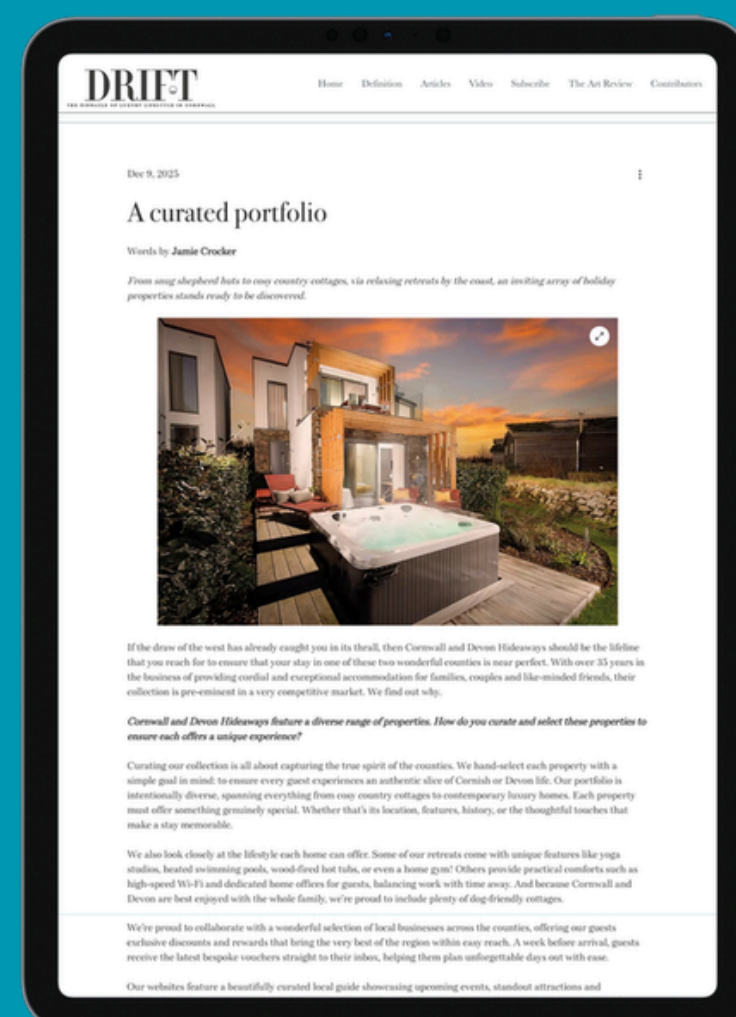 DRIFT
THE PINNACLE OF LUXURY LIFESTYLE IN CORNWALL
Home Definition Articles Video Subscribe The Art Review Contributors
Dec 9, 2025
A curated portfolio
Words by Jamie Crocker
From snug shepherd huts to cosy country cottages, via relaxing retreats by the coast, an inviting array of holiday
properties stands ready to be discovered.
If the draw of the west has already caught you in its thrall, then Cornwall and Devon Hideaways should be the lifeline
that you reach for to ensure that your stay in one of these two wonderful counties is near perfect. With over 35 years in
the business of providing cordial and exceptional accommodation for families, couples and like-minded friends, their
collection is pre-eminent in a very competitive market. We find out why.
Cornwall and Devon Hideaways feature a diverse range of properties. How do you curate and select these properties to
ensure each offers a unique experience?
Curating our collection is all about capturing the true spirit of the counties. We hand-select each property with a
simple goal in mind: to ensure every guest experiences an authentic slice of Cornish or Devon life. Our portfolio is
intentionally diverse, spanning everything from cosy country cottages to contemporary luxury homes. Each property
must offer something genuinely special. Whether that's its location, features, history, or the thoughtful touches that
make a stay memorable.
We also look closely at the lifestyle each home can offer. Some of our retreats come with unique features like yoga
studios, heated swimming pools, wood-fired hot tubs, or even a home gym! Others provide practical comforts such as
high-speed Wi-Fi and dedicated home offices for guests, balancing work with time away. And because Cornwall and
Devon are best enjoyed with the whole family, we're proud to include plenty of dog-friendly cottages.
We're proud to collaborate with a wonderful selection of local businesses across the counties, offering our guests
exclusive discounts and rewards that bring the very best of the region within easy reach. A week before arrival, guests
receive the latest bespoke vouchers straight to their inbox, helping them plan unforgettable days out with ease.
Our websites feature a beautifully curated local guide showcasing upcoming events, standout attractions and